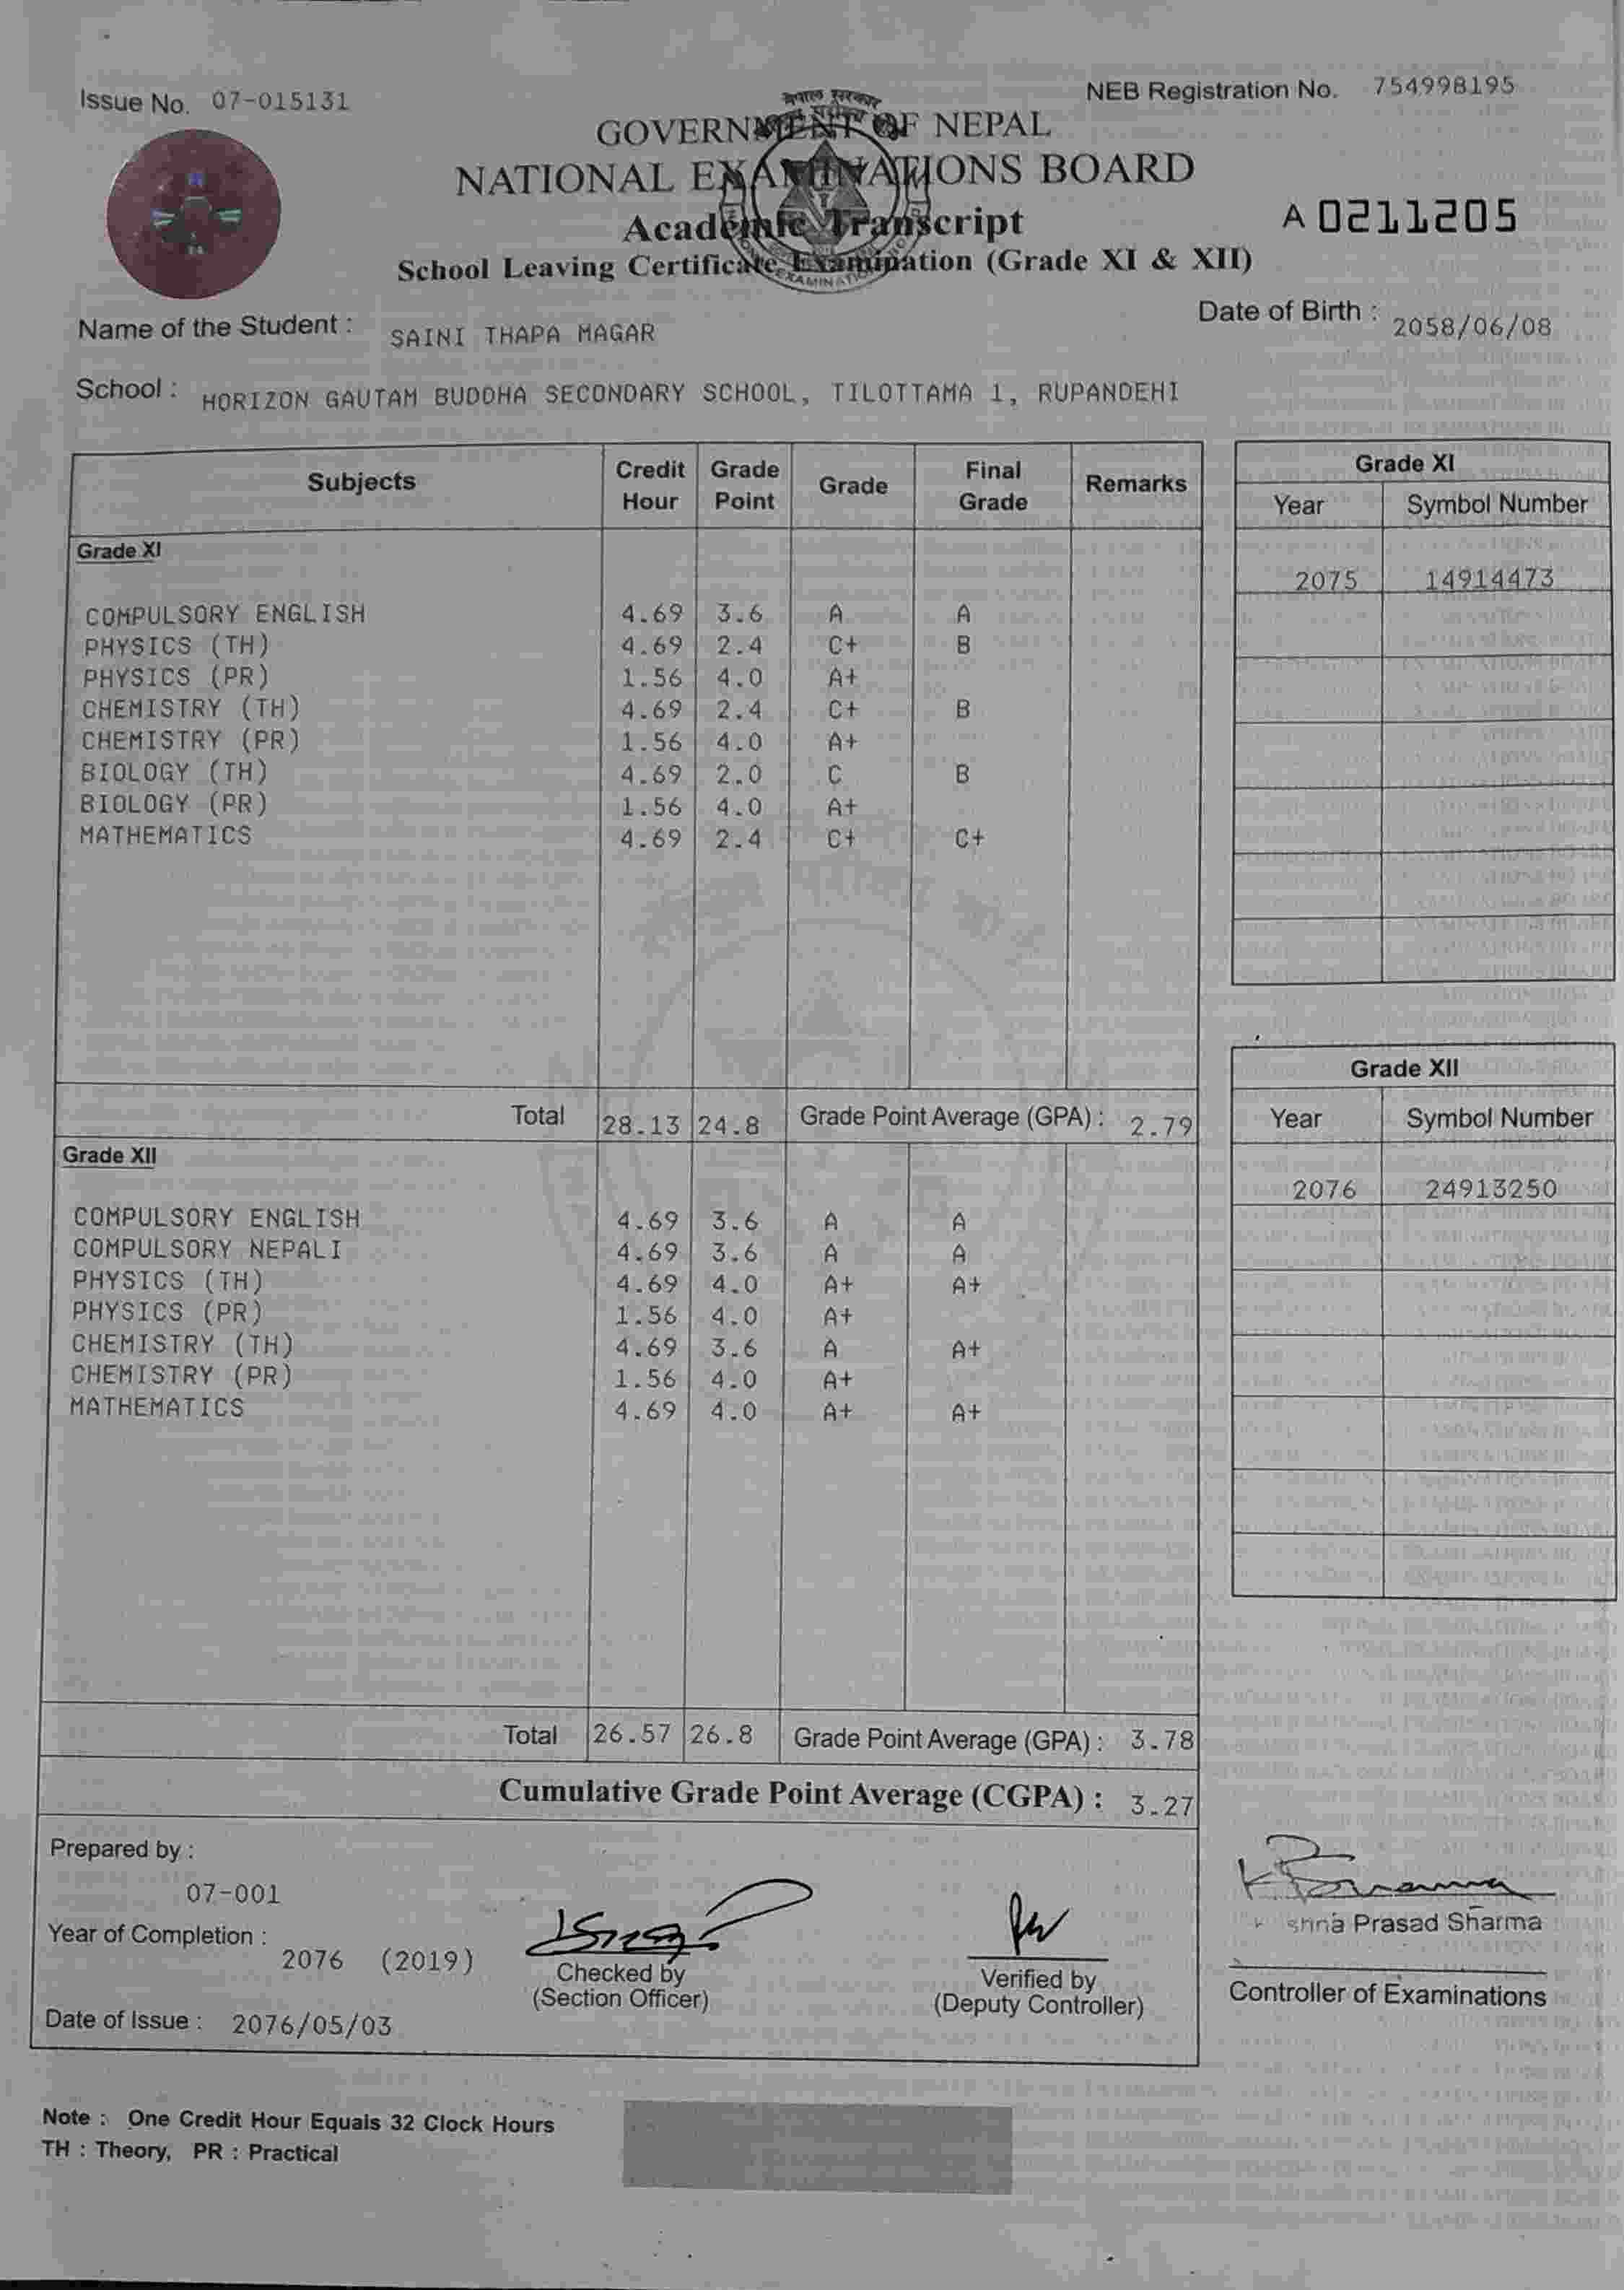 Issue No. 07-015131
NEB Registration No. 754998195
नेपाल सरकार
GOVERNMENT OF NEPAL
NATIONAL EXAMINATIONS BOARD
Academic Transcript
A 0211205
School Leaving Certificate Examination (Grade XI & XII)
Name of the Student : SAINI THAPA MAGAR
Date of Birth : 2058/06/08
School : HORIZON GAUTAM BUDDHA SECONDARY SCHOOL, TILOTTAMA 1, RUPANDEHI
Subjects Credit Hour Grade Point Grade Final Grade Remarks
Grade XI
COMPULSORY ENGLISH 4.69 3.6 A A
PHYSICS (TH) 4.69 2.4 C+ B
PHYSICS (PR) 1.56 4.0 A+
CHEMISTRY (TH) 4.69 2.4 C+ B
CHEMISTRY (PR) 1.56 4.0 A+
BIOLOGY (TH) 4.69 2.0 C B
BIOLOGY (PR) 1.56 4.0 A+
MATHEMATICS 4.69 2.4 C+ C+
Total 28.13 24.8 Grade Point Average (GPA) : 2.79
Grade XII
COMPULSORY ENGLISH 4.69 3.6 A A
COMPULSORY NEPALI 4.69 3.6 A A
PHYSICS (TH) 4.69 4.0 A+ A+
PHYSICS (PR) 1.56 4.0 A+
CHEMISTRY (TH) 4.69 3.6 A A+
CHEMISTRY (PR) 1.56 4.0 A+
MATHEMATICS 4.69 4.0 A+ A+
Total 26.57 26.8 Grade Point Average (GPA) : 3.78
Cumulative Grade Point Average (CGPA) : 3.27
Grade XI
Year Symbol Number
2075 14914473
Grade XII
Year Symbol Number
2076 24913250
Prepared by :
07-001
Year of Completion :
2076 (2019)
Date of Issue : 2076/05/03
Checked by
(Section Officer)
Verified by
(Deputy Controller)
Prasad Sharma
Controller of Examinations
Note : One Credit Hour Equals 32 Clock Hours
TH : Theory, PR : Practical